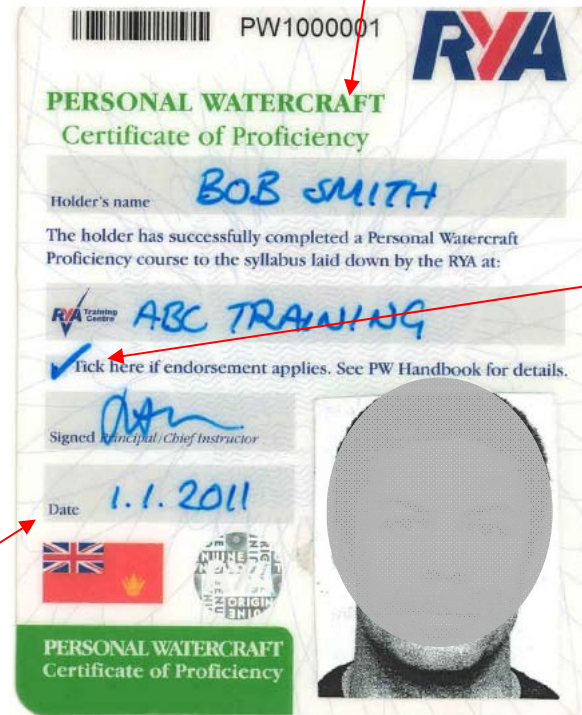 PW1000001
RYA
PERSONAL WATERCRAFT
Certificate of Proficiency
Holder's name BOB SMITH
The holder has successfully completed a Personal Watercraft
Proficiency course to the syllabus laid down by the RYA at:
RYA Training Centre ABC TRAINING
Tick here if endorsement applies. See PW Handbook for details.
Signed Principal/Chief Instructor
Date 1.1.2011
PERSONAL WATERCRAFT
Certificate of Proficiency